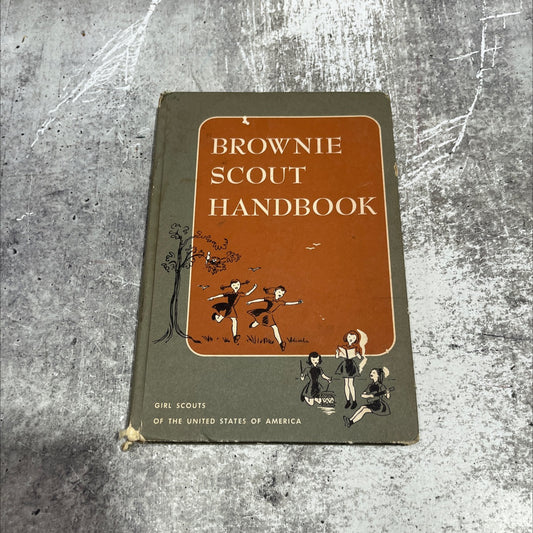 BROWNIE
SCOUT
HANDBOOK
GIRL SCOUTS
OF THE UNITED STATES OF AMERICA